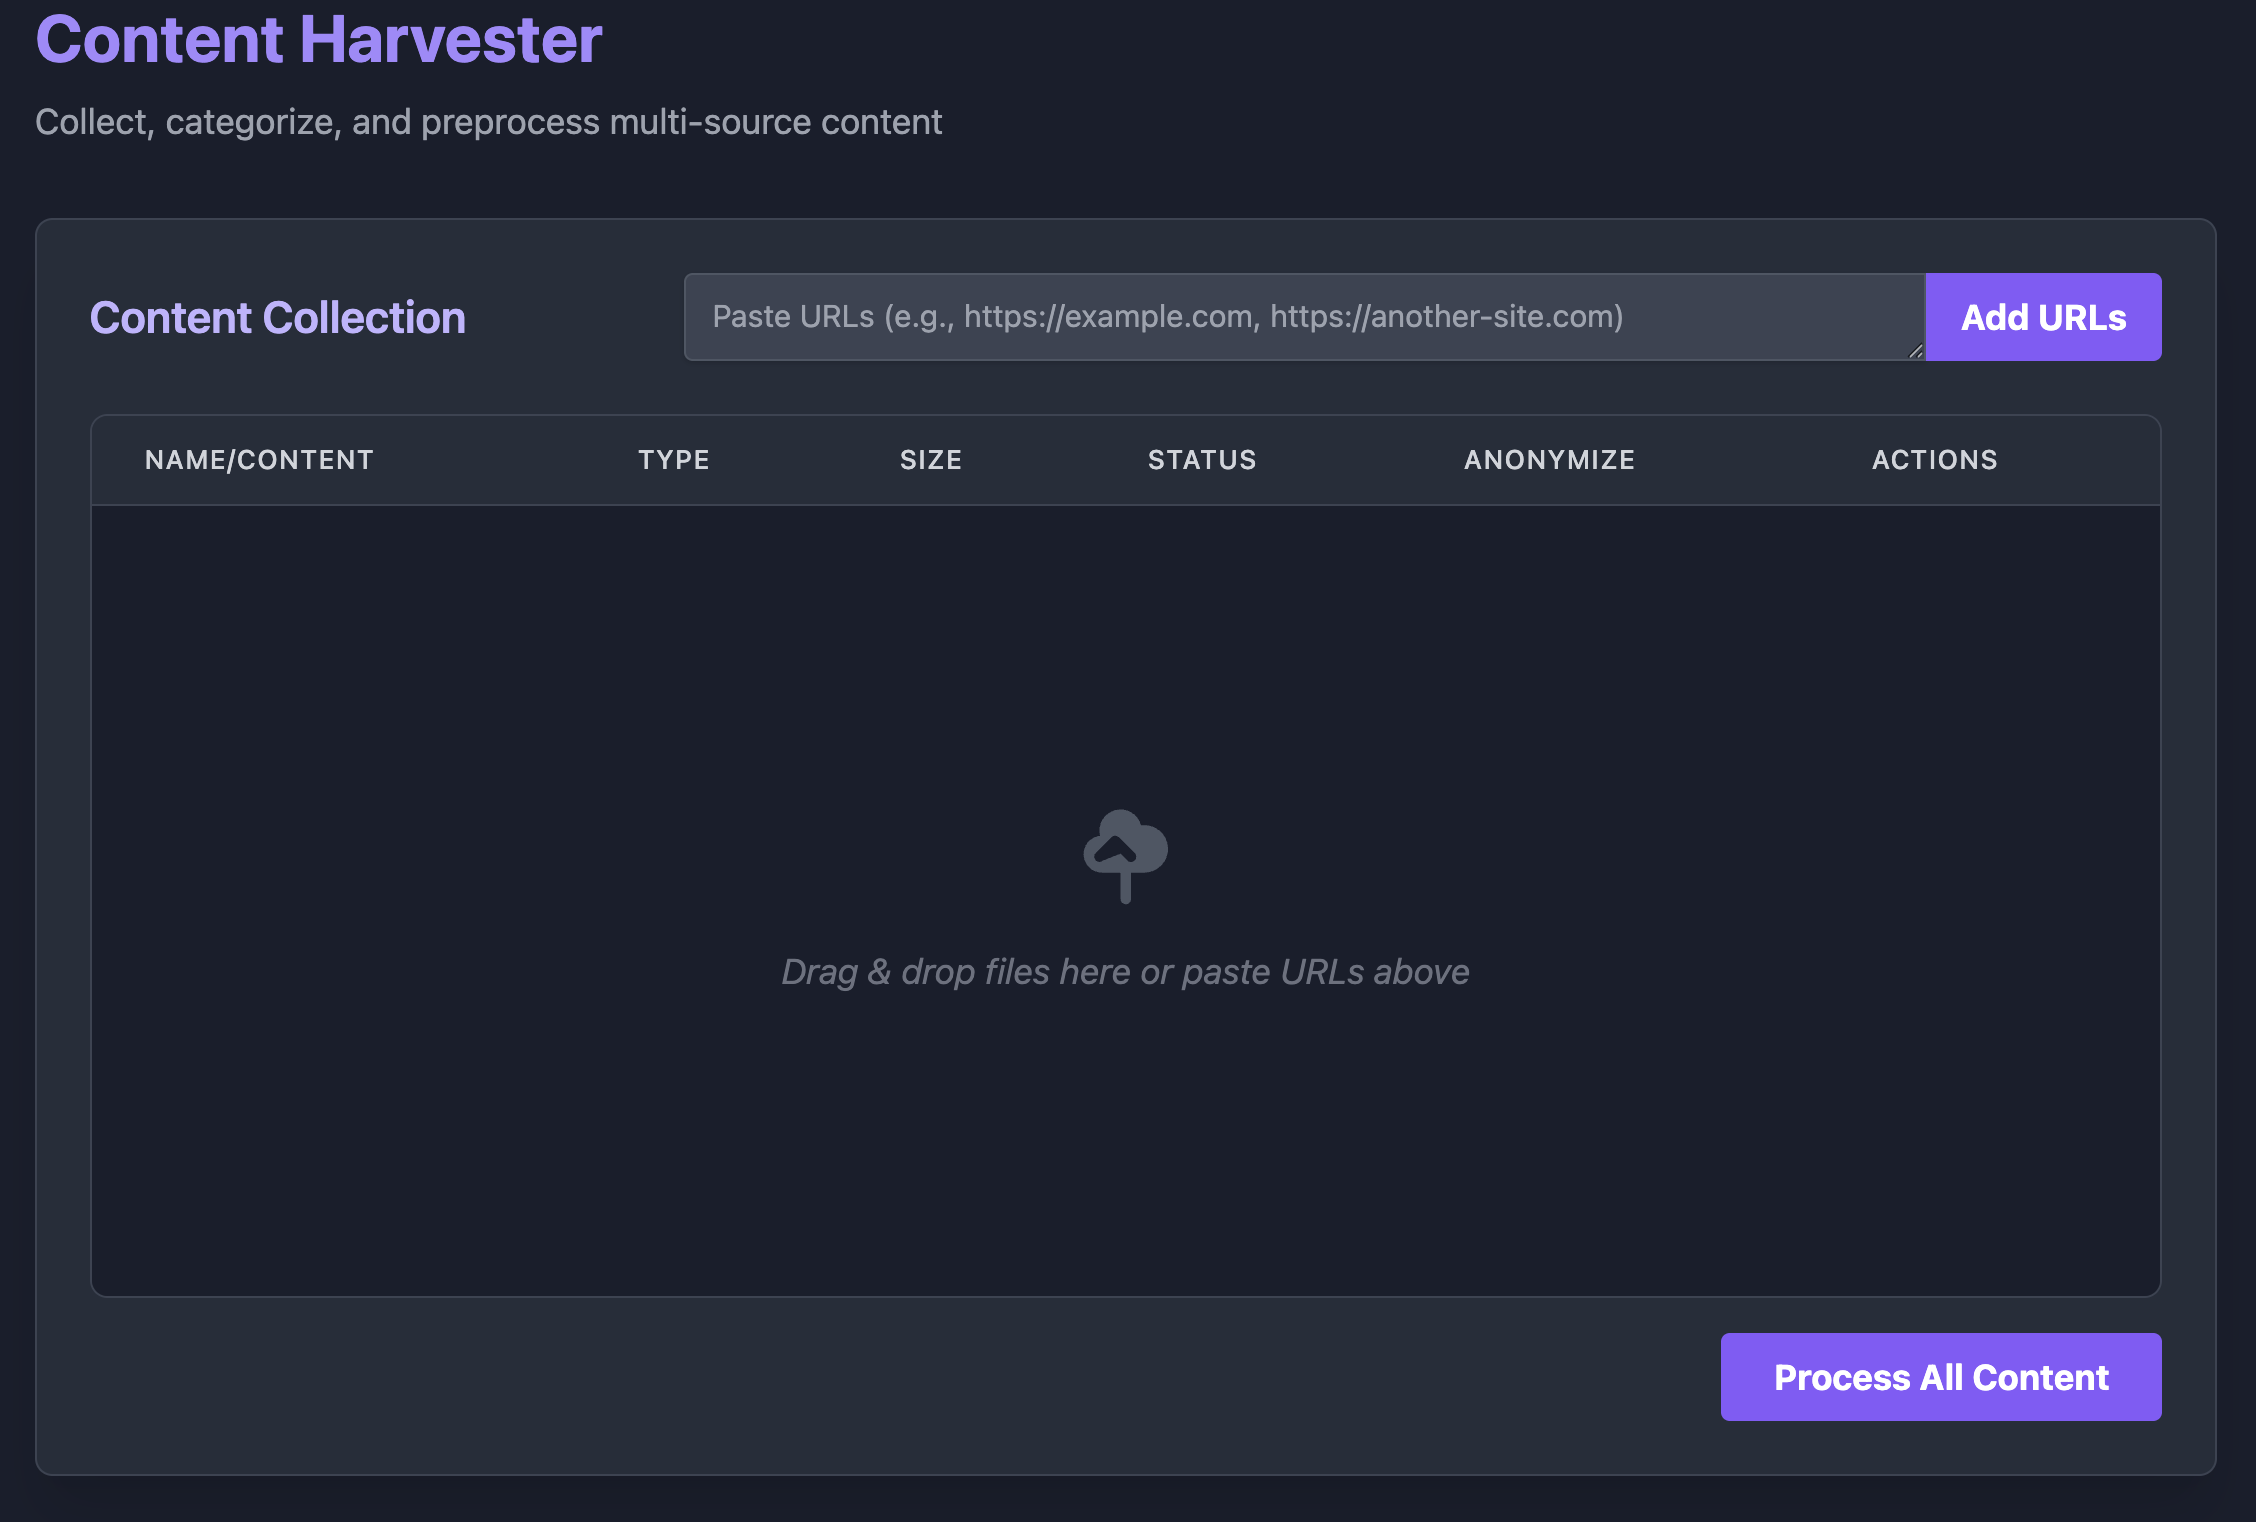 Content Harvester
Collect, categorize, and preprocess multi-source content
Content Collection
Paste URLs (e.g., https://example.com, https://another-site.com)
Add URLs
NAME/CONTENT TYPE SIZE STATUS ANONYMIZE ACTIONS
Drag & drop files here or paste URLs above
Process All Content